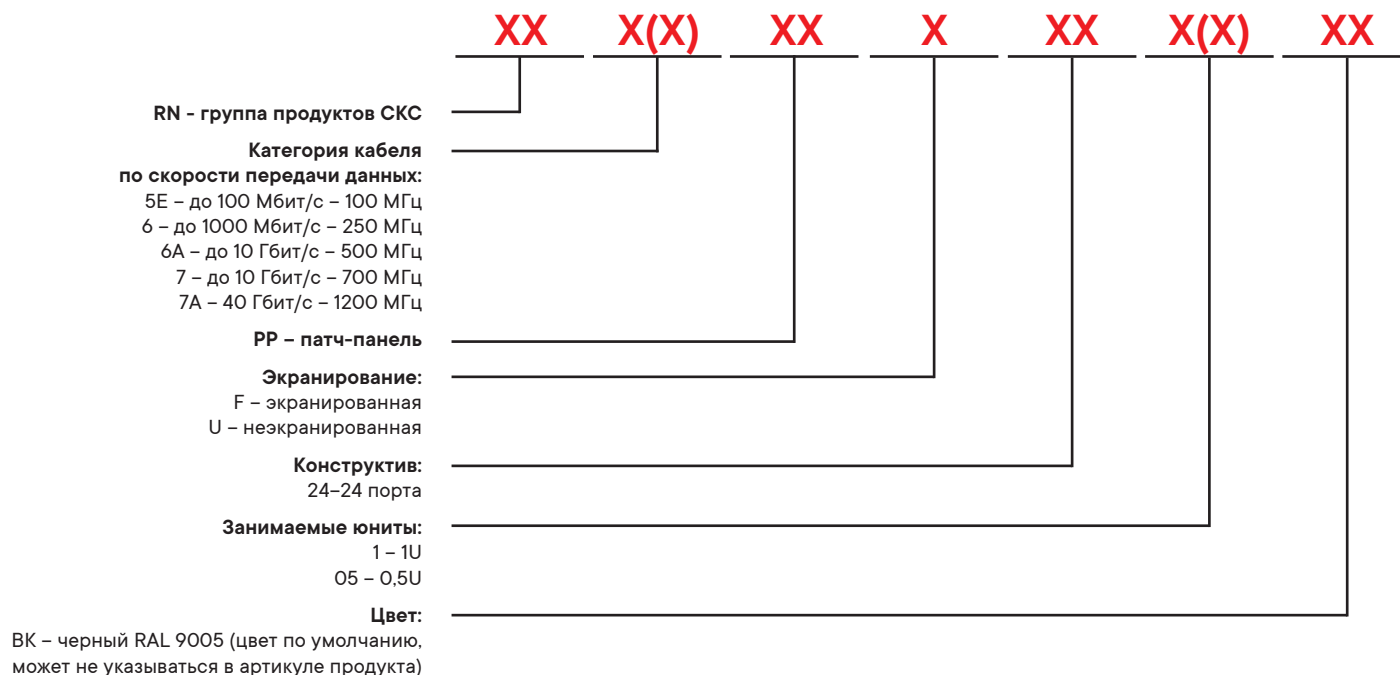 XX X(X) XX X XX X(X) XX
RN - группа продуктов СКС
Категория кабеля
по скорости передачи данных:
5E – до 100 Мбит/с – 100 МГц
6 – до 1000 Мбит/с – 250 МГц
6A – до 10 Гбит/с – 500 МГц
7 – до 10 Гбит/с – 700 МГц
7A – 40 Гбит/с – 1200 МГц
PP – патч-панель
Экранирование:
F – экранированная
U – неэкранированная
Конструктив:
24–24 порта
Занимаемые юниты:
1 – 1U
05 – 0,5U
Цвет:
BK – черный RAL 9005 (цвет по умолчанию,
может не указываться в артикуле продукта)